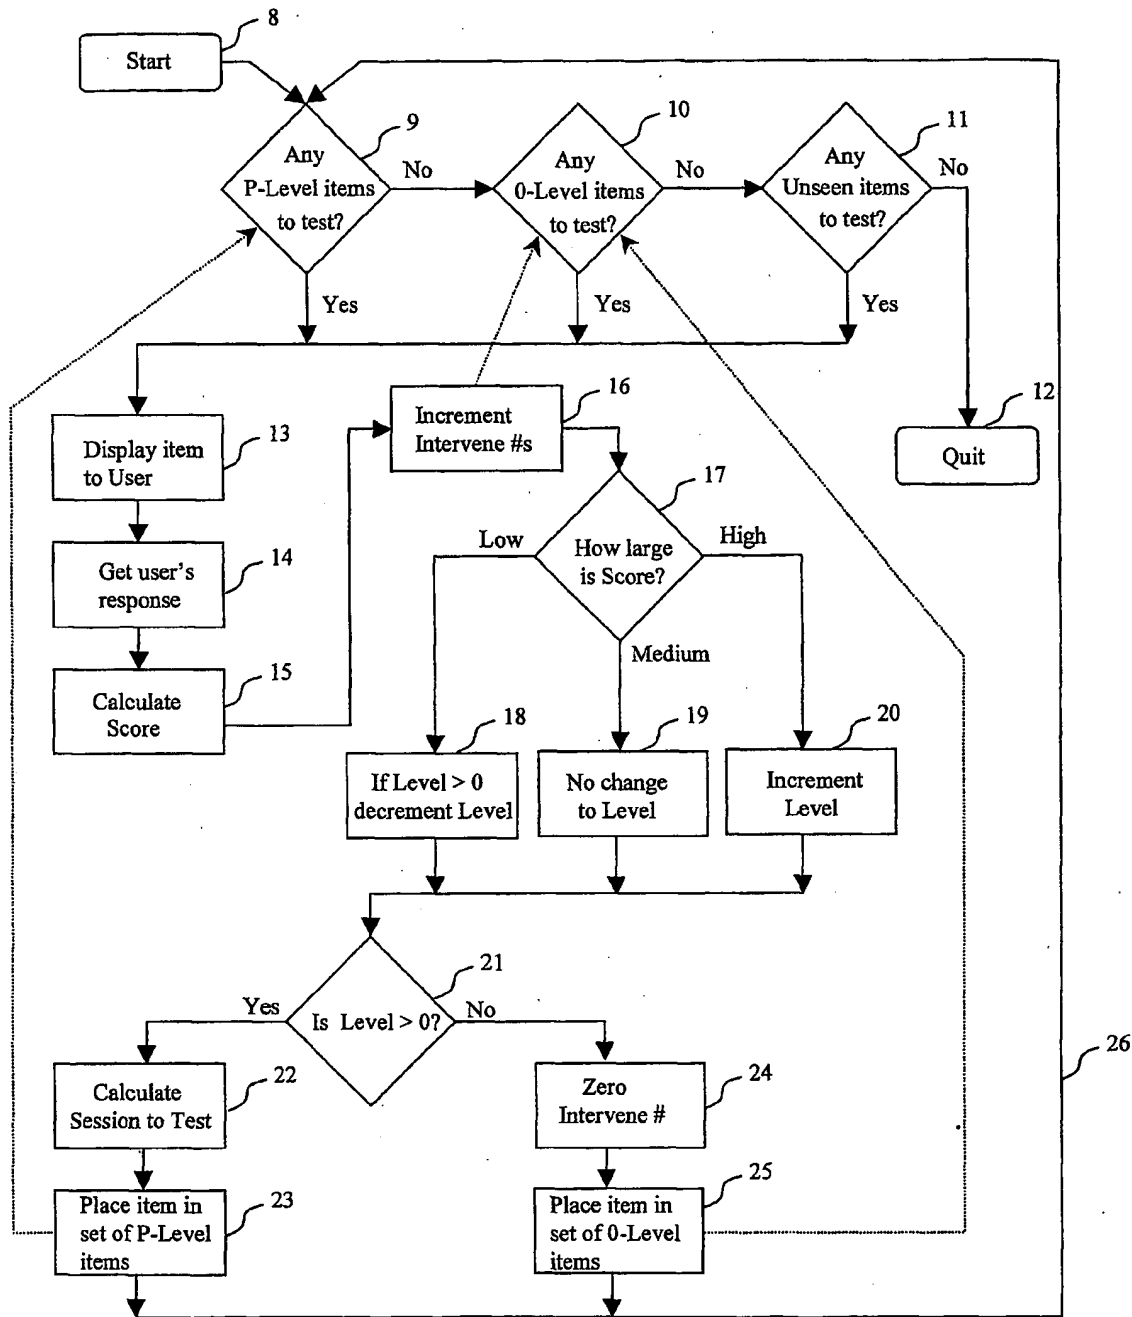 8
Start
9
10
11
Any
P-Level items
to test?
No
Any
0-Level items
to test?
No
Any
Unseen items
to test?
No
Yes
Yes
Yes
12
Quit
13
Display item
to User
16
Increment
Intervene #s
17
Low
How large
is Score?
High
Medium
14
Get user's
response
15
Calculate
Score
18
If Level > 0
decrement Level
19
No change
to Level
20
Increment
Level
21
Yes
Is Level > 0?
No
22
Calculate
Session to Test
24
Zero
Intervene #
26
23
Place item in
set of P-Level
items
25
Place item in
set of 0-Level
items